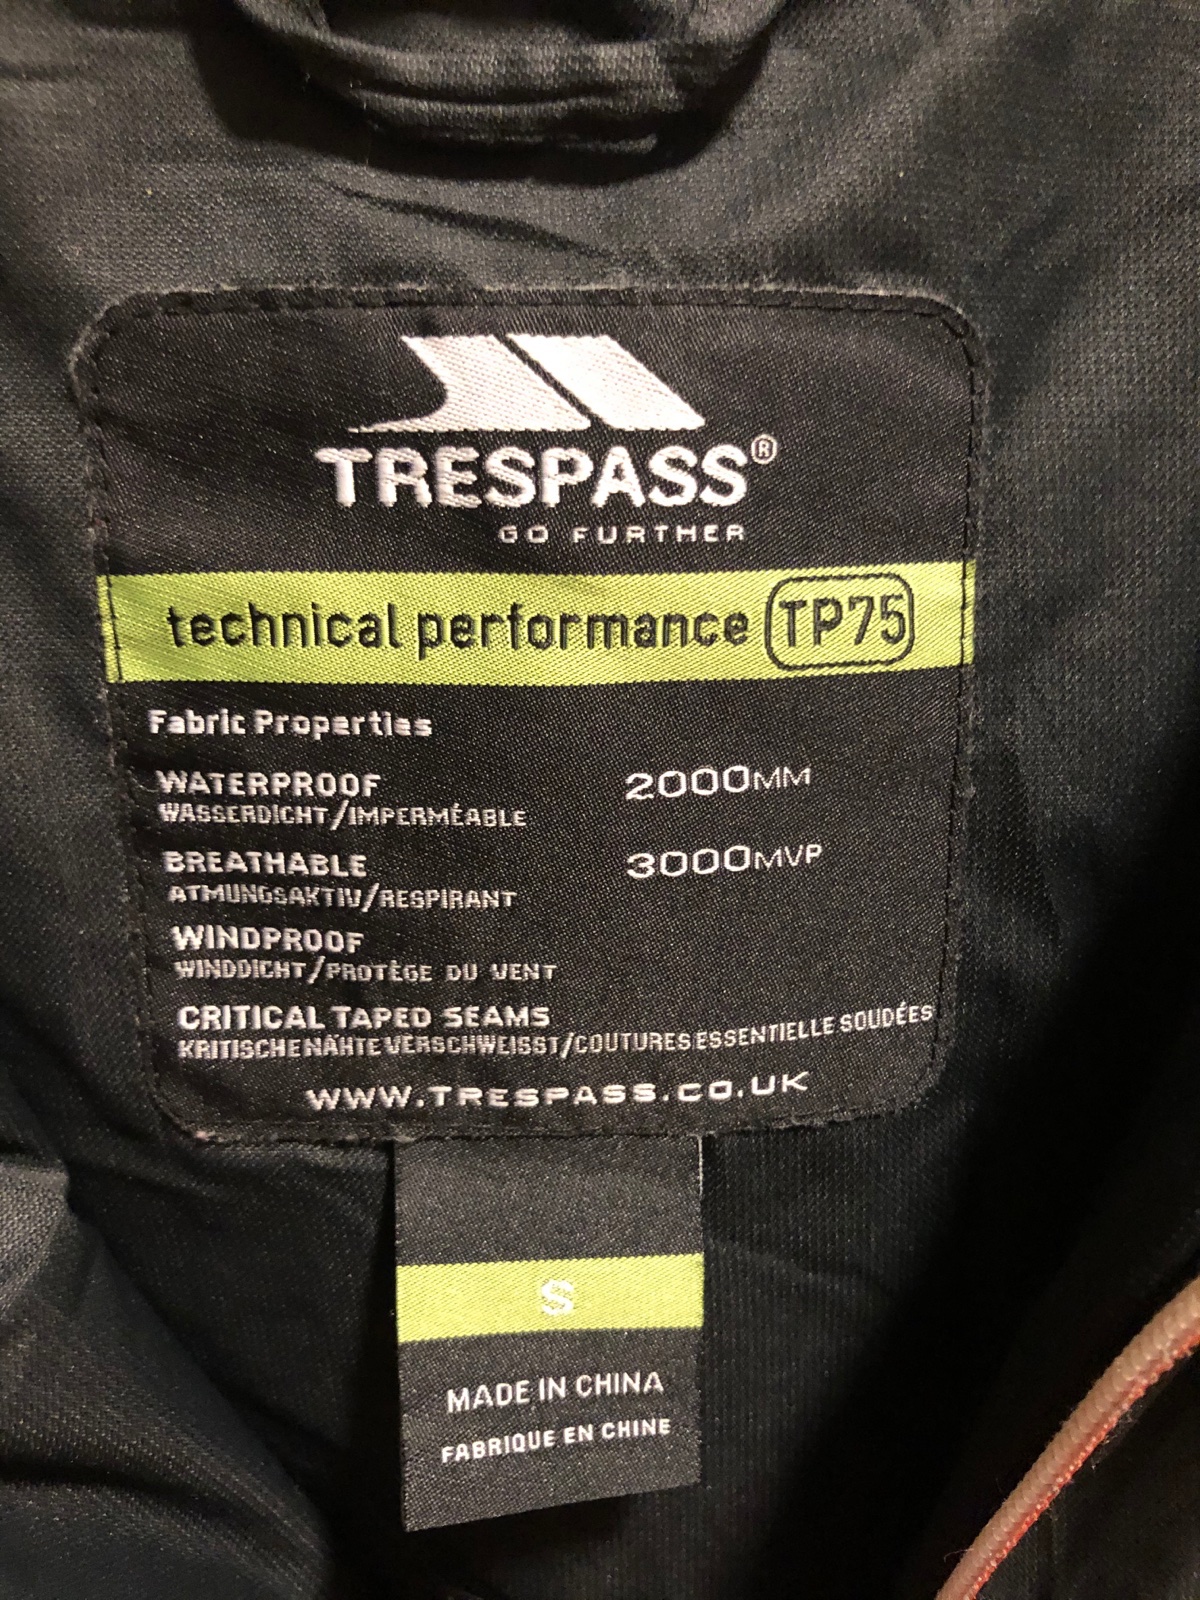 TRESPASS®
GO FURTHER
technical performance TP75
Fabric Properties
WATERPROOF 2000MM
WASSERDICHT/IMPERMÉABLE
BREATHABLE 3000MVP
ATMUNGSAKTIV/RESPIRANT
WINDPROOF
WINDDICHT/PROTÈGE DU VENT
CRITICAL TAPED SEAMS
KRITISCHE NÄHTE VERSCHWEISST/COUTURES ESSENTIELLE SOUDÉES
WWW.TRESPASS.CO.UK
S
MADE IN CHINA
FABRIQUE EN CHINE